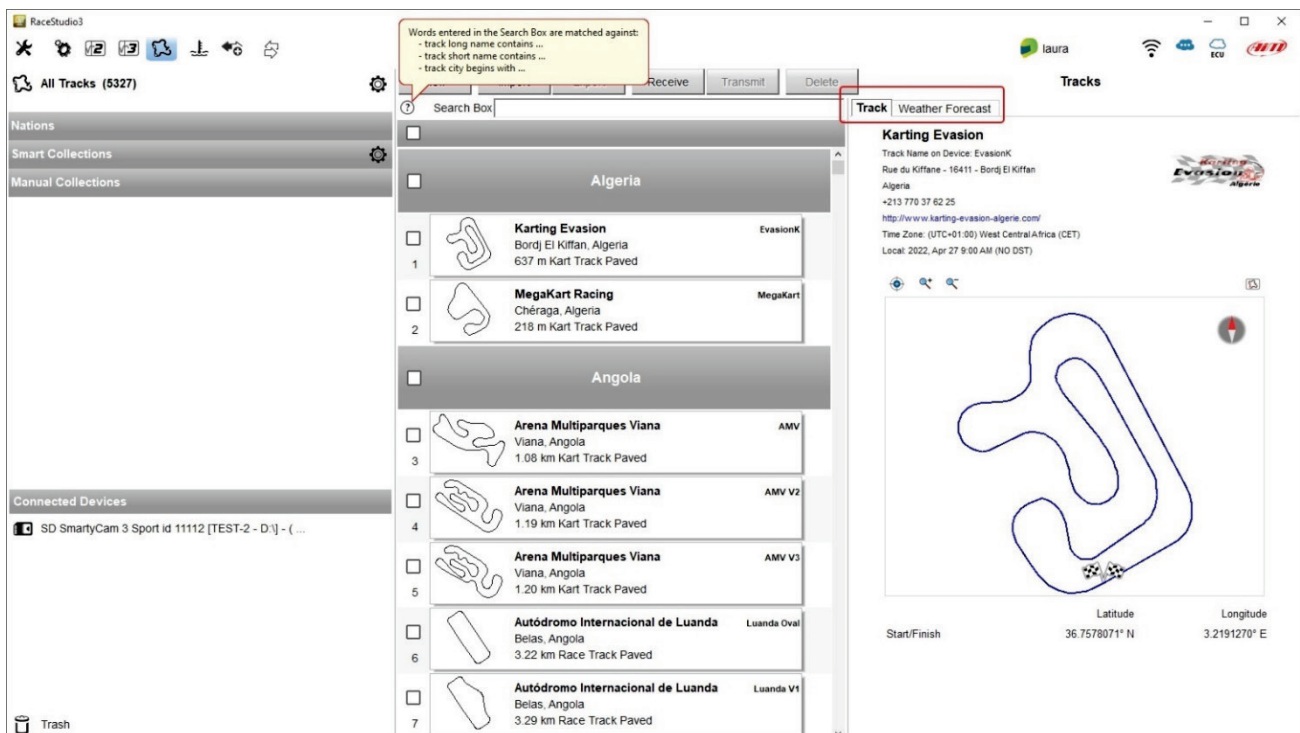 RaceStudio3
Words entered in the Search Box are matched against:
- track long name contains ...
- track short name contains ...
- track city begins with ...
laura
ECU
All Tracks (5327)
Receive
Transmit
Delete
Tracks
?
Search Box
Track
Weather Forecast
Nations
Smart Collections
Manual Collections
Algeria
Karting Evasion
EvasionK
Bordj El Kiffan, Algeria
637 m Kart Track Paved
1
MegaKart Racing
MegaKart
Chéraga, Algeria
218 m Kart Track Paved
2
Angola
Arena Multiparques Viana
AMV
Viana, Angola
1.08 km Kart Track Paved
3
Arena Multiparques Viana
AMV V2
Viana, Angola
1.19 km Kart Track Paved
4
Arena Multiparques Viana
AMV V3
Viana, Angola
1.20 km Kart Track Paved
5
Autódromo Internacional de Luanda
Luanda Oval
Belas, Angola
3.22 km Race Track Paved
6
Autódromo Internacional de Luanda
Luanda V1
Belas, Angola
3.29 km Race Track Paved
7
Connected Devices
SD SmartyCam 3 Sport id 11112 [TEST-2 - D:\] - ( ...
Trash
Karting Evasion
Track Name on Device: EvasionK
Rue du Kiffane - 16411 - Bordj El Kiffan
Algeria
+213 770 37 62 25
http://www.karting-evasion-algerie.com/
Time Zone: (UTC+01:00) West Central Africa (CET)
Local: 2022, Apr 27 9:00 AM (NO DST)
Karting
Evasion
Algérie
Latitude
Longitude
Start/Finish
36.7578071° N
3.2191270° E